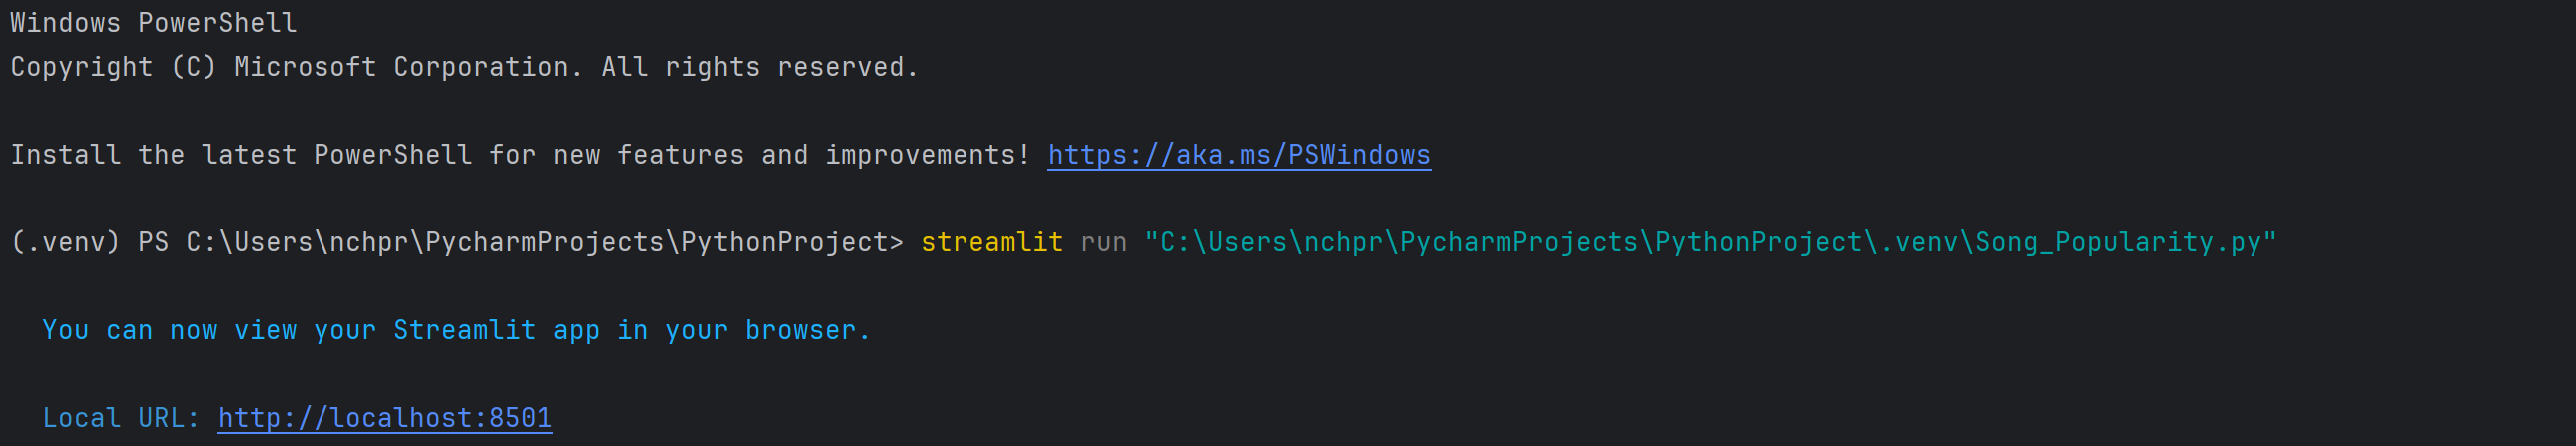 Windows PowerShell
Copyright (C) Microsoft Corporation. All rights reserved.
Install the latest PowerShell for new features and improvements! https://aka.ms/PSWindows
(.venv) PS C:\Users\nchpr\PycharmProjects\PythonProject> streamlit run "C:\Users\nchpr\PycharmProjects\PythonProject\.venv\Song_Popularity.py"
You can now view your Streamlit app in your browser.
Local URL: http://localhost:8501